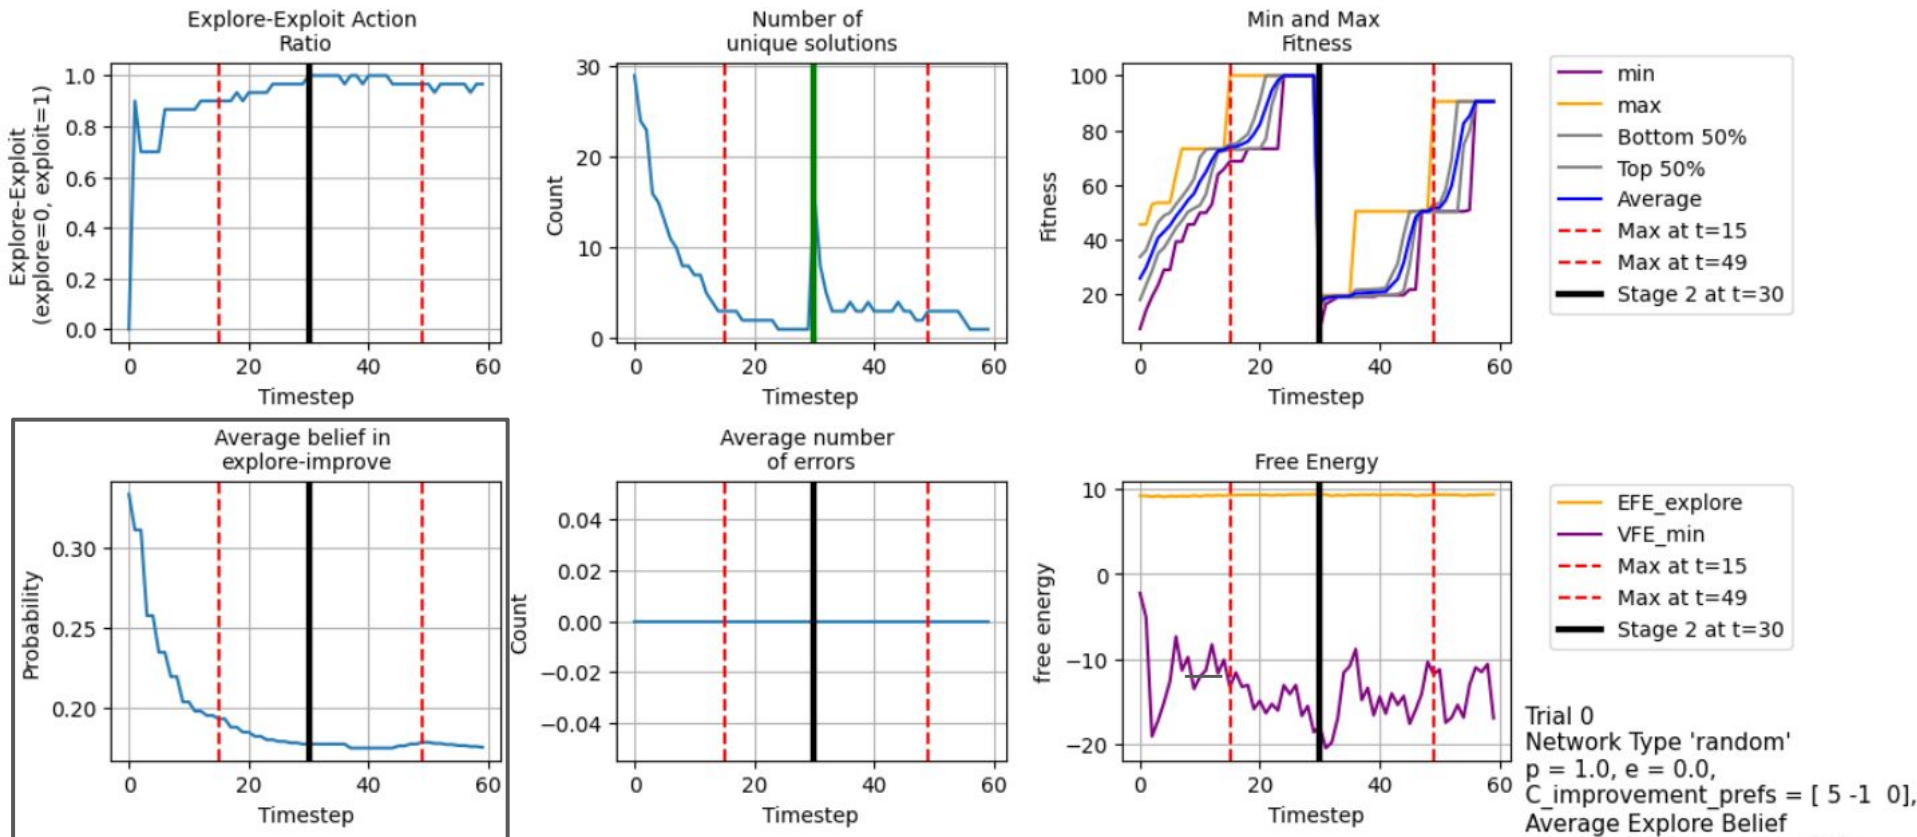 Explore-Exploit Action
Ratio
Explore-Exploit
(explore=0, exploit=1)
1.0
0.8
0.6
0.4
0.2
0.0
0 20 40 60
Timestep
Number of
unique solutions
Count
30
20
10
0
0 20 40 60
Timestep
Min and Max
Fitness
Fitness
100
80
60
40
20
0 20 40 60
Timestep
min
max
Bottom 50%
Top 50%
Average
Max at t=15
Max at t=49
Stage 2 at t=30
Average belief in
explore-improve
Probability
0.30
0.25
0.20
0 20 40 60
Timestep
Average number
of errors
Count
0.04
0.02
0.00
−0.02
−0.04
0 20 40 60
Timestep
Free Energy
free energy
10
0
−10
−20
0 20 40 60
Timestep
EFE_explore
VFE_min
Max at t=15
Max at t=49
Stage 2 at t=30
Trial 0
Network Type 'random'
p = 1.0, e = 0.0,
C_improvement_prefs = [ 5 -1 0],
Average Explore Belief